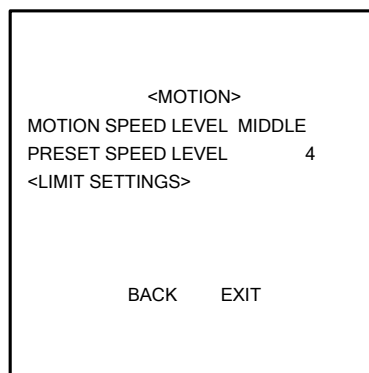 <MOTION>
MOTION SPEED LEVEL MIDDLE
PRESET SPEED LEVEL 4
<LIMIT SETTINGS>
BACK EXIT